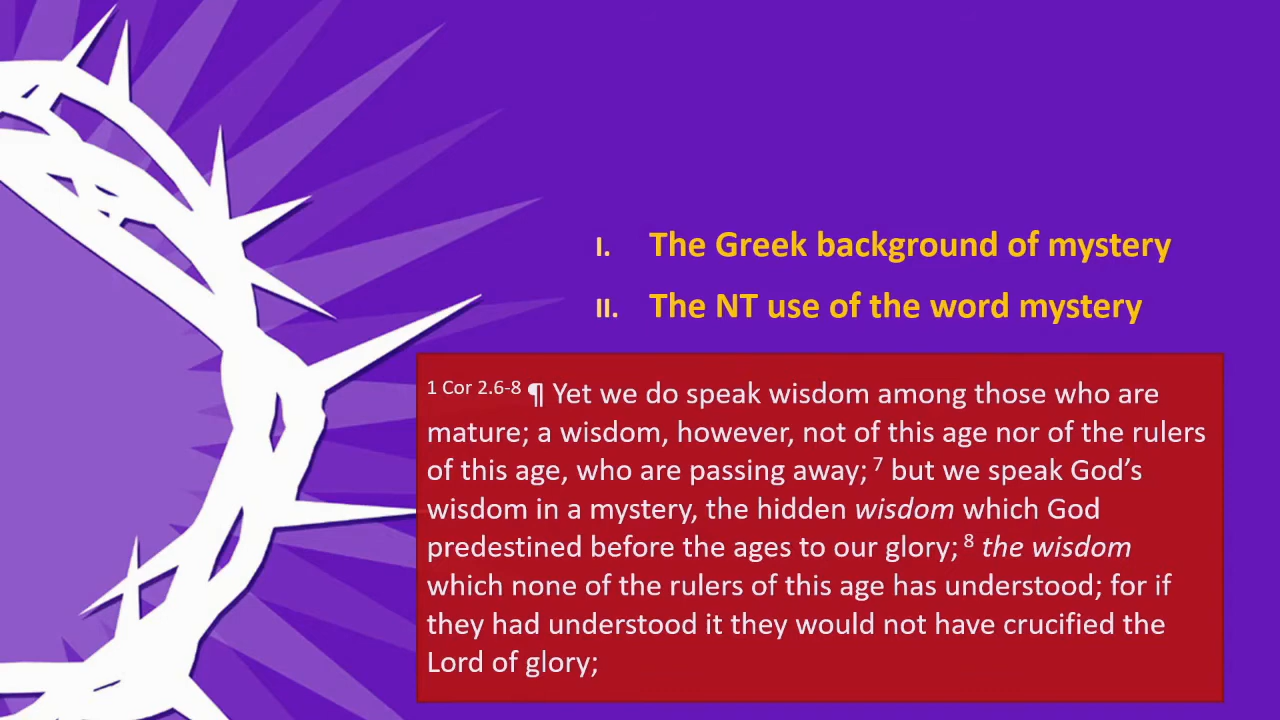 I. The Greek background of mystery
II. The NT use of the word mystery
1 Cor 2.6-8 ¶ Yet we do speak wisdom among those who are
mature; a wisdom, however, not of this age nor of the rulers
of this age, who are passing away; 7 but we speak God’s
wisdom in a mystery, the hidden wisdom which God
predestined before the ages to our glory; 8 the wisdom
which none of the rulers of this age has understood; for if
they had understood it they would not have crucified the
Lord of glory;